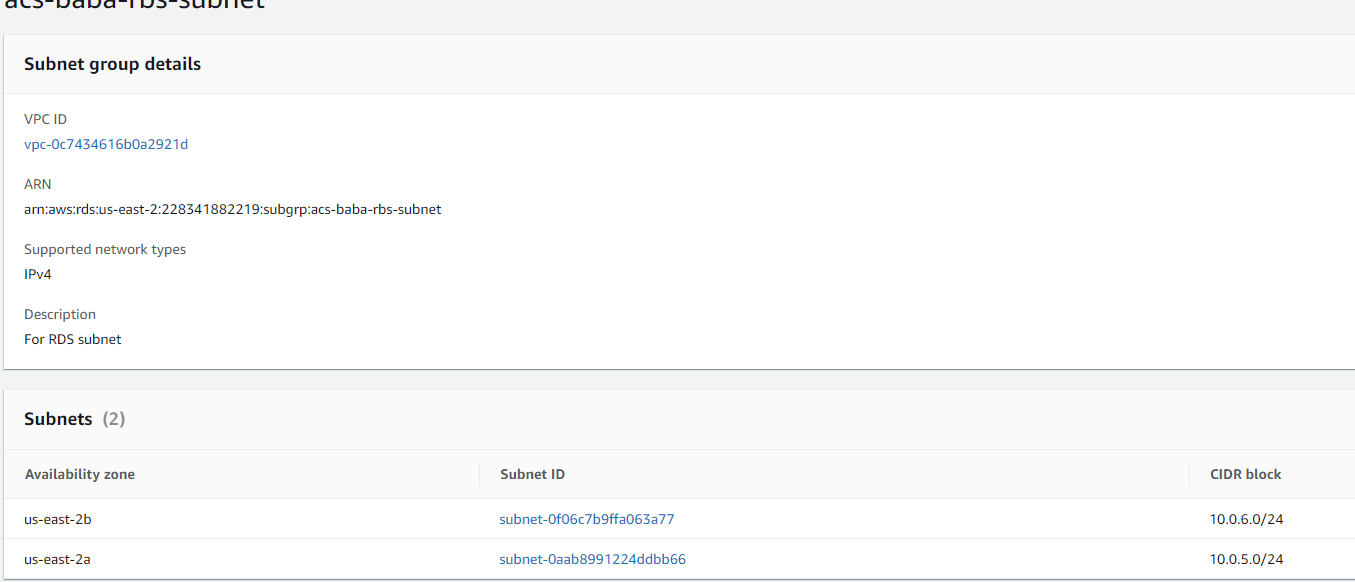 acs-baba-rbs-subnet
Subnet group details
VPC ID
vpc-0c7434616b0a2921d
ARN
arn:aws:rds:us-east-2:228341882219:subgrp:acs-baba-rbs-subnet
Supported network types
IPv4
Description
For RDS subnet
Subnets (2)
Availability zone Subnet ID CIDR block
us-east-2b subnet-0f06c7b9ffa063a77 10.0.6.0/24
us-east-2a subnet-0aab8991224ddbb66 10.0.5.0/24